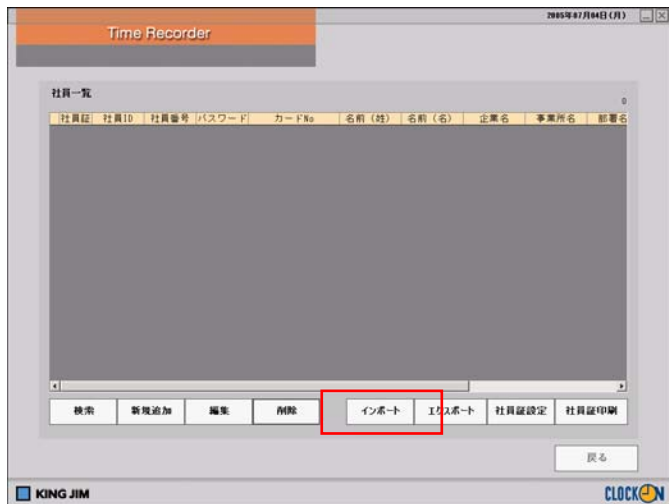 2005年07月04日(月)
Time Recorder
社員一覧
0
社員証 社員ID 社員番号 パスワード カードNo 名前(姓) 名前(名) 企業名 事業所名 部署名
検索 新規追加 編集 削除 インポート エクスポート 社員証設定 社員証印刷
戻る
KING JIM
CLOCK ON